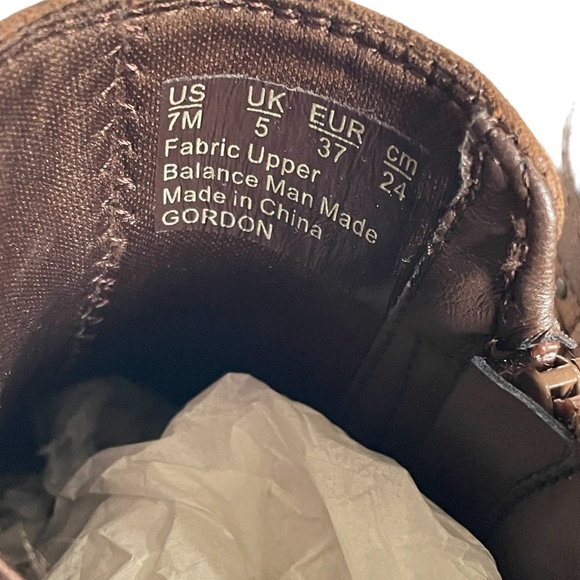 US UK EUR cm
7M 5 37 24
Fabric Upper
Balance Man Made
Made in China
GORDON